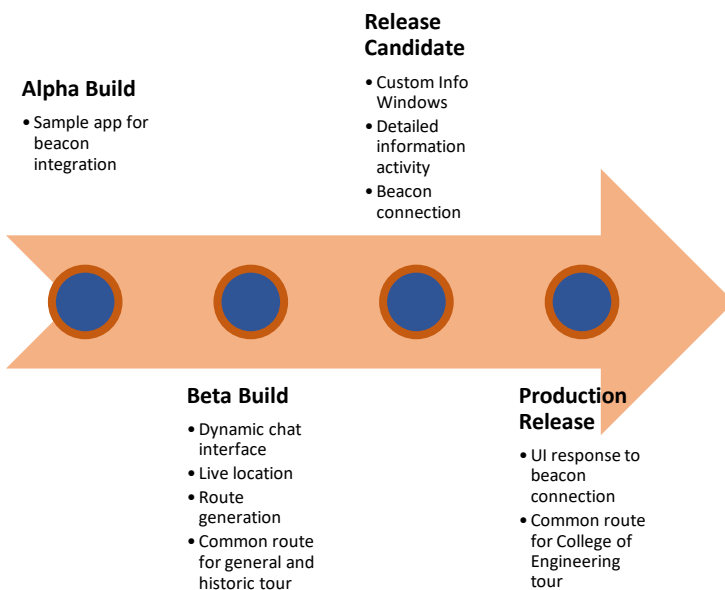 Alpha Build
• Sample app for
beacon
integration
Beta Build
• Dynamic chat
interface
• Live location
• Route
generation
• Common route
for general and
historic tour
Release
Candidate
• Custom Info
Windows
• Detailed
information
activity
• Beacon
connection
Production
Release
• UI response to
beacon
connection
• Common route
for College of
Engineering
tour